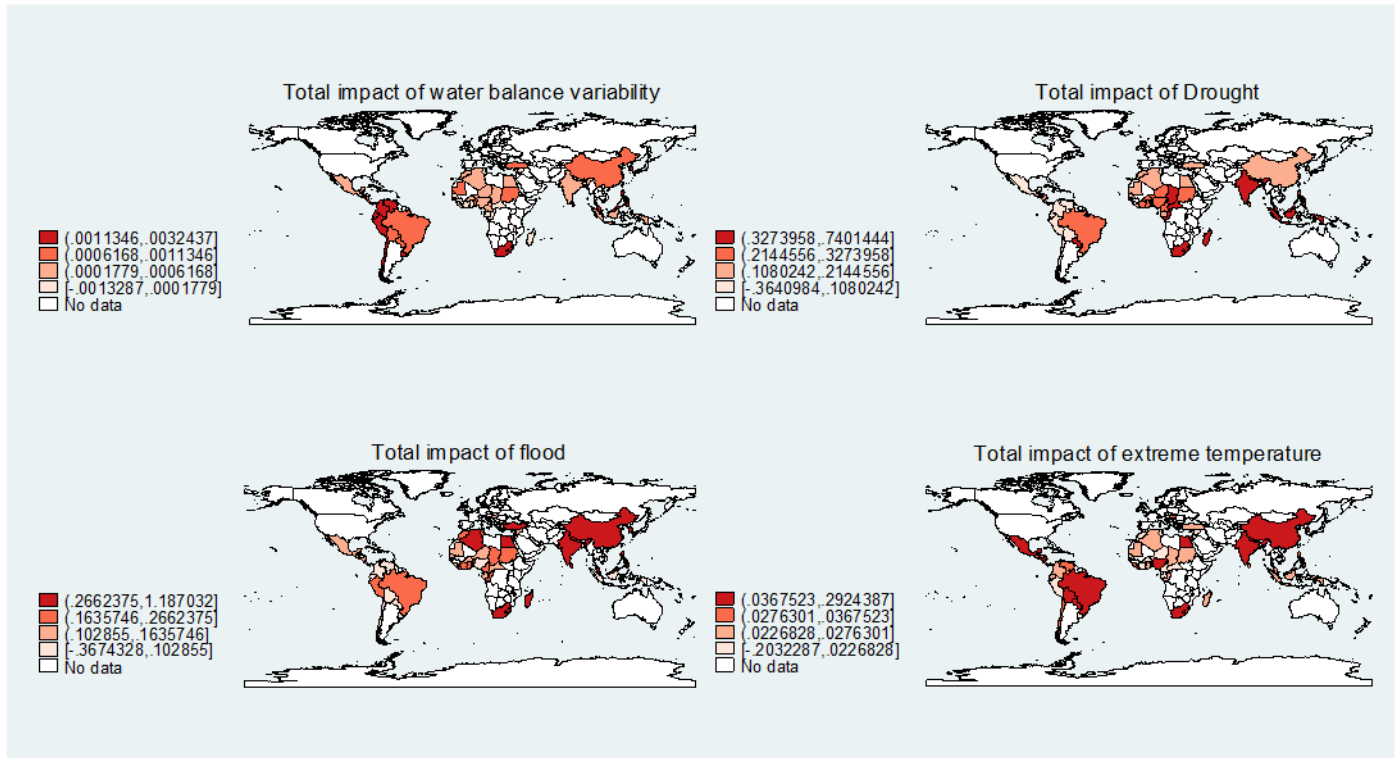 Total impact of water balance variability
(.0011346,.0032437]
(.0006168,.0011346]
(.0001779,.0006168]
[-.0013287,.0001779]
No data
Total impact of Drought
(.3273958,.7401444]
(.2144556,.3273958]
(.1080242,.2144556]
[-.3640984,.1080242]
No data
Total impact of flood
(.2662375,1.187032]
(.1635746,.2662375]
(.102855,.1635746]
[-.3674328,.102855]
No data
Total impact of extreme temperature
(.0367523,.2924387]
(.0276301,.0367523]
(.0226828,.0276301]
[-.2032287,.0226828]
No data